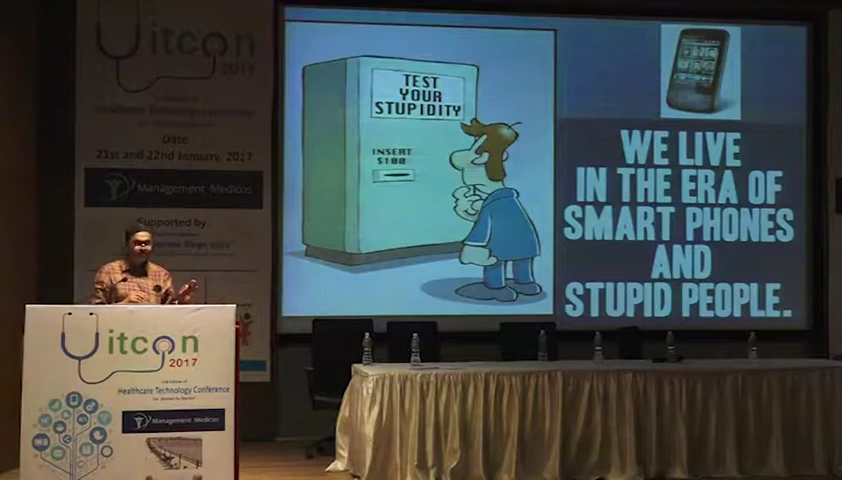 itcon
2017
Date
21st and 22nd January, 2017
Management Medicos
Supported by
TEST
YOUR
STUPIDITY
INSERT
$100
WE LIVE
IN THE ERA OF
SMART PHONES
AND
STUPID PEOPLE.
itcon
2017
Healthcare Technology Conference
Management Medicos